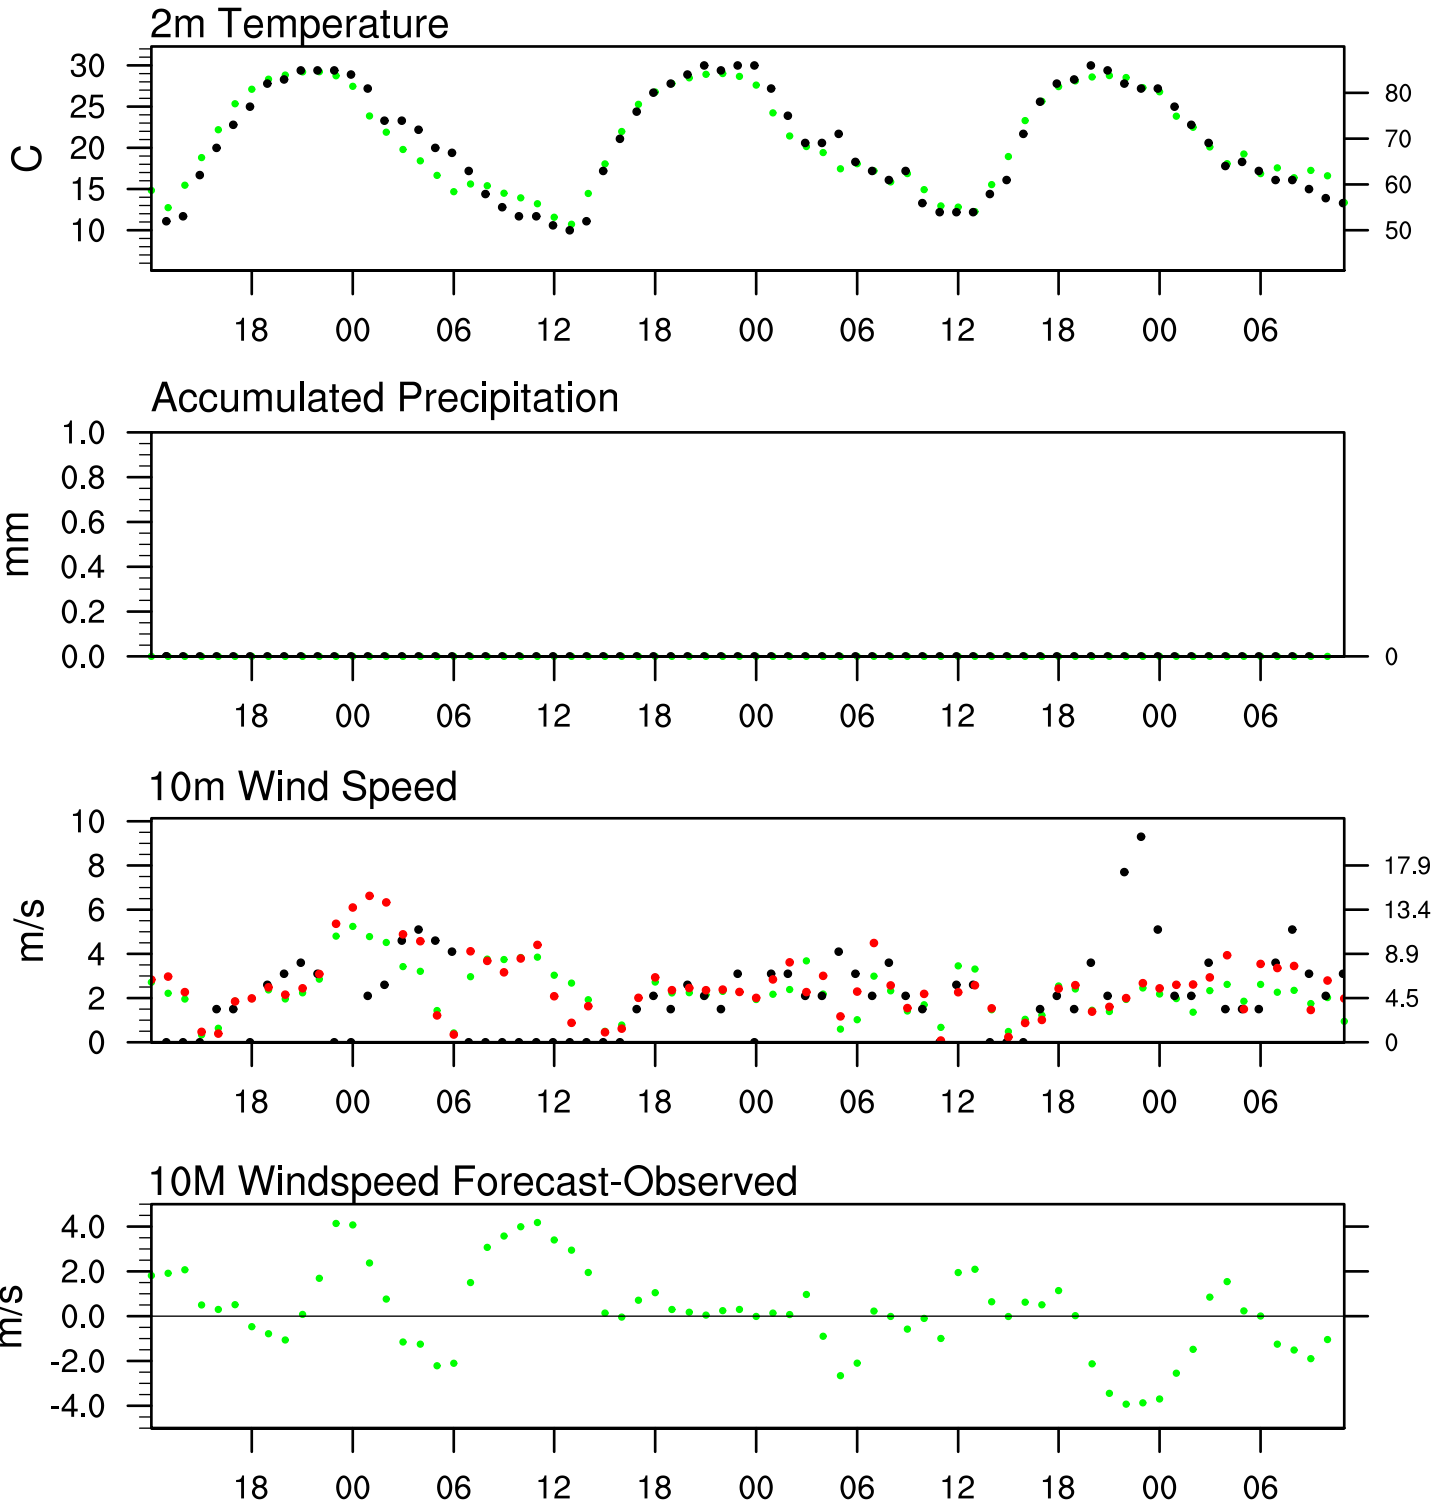 2m Temperature
30
25
20
15
10
C
80
70
60
50
18 00 06 12 18 00 06 12 18 00 06
Accumulated Precipitation
1.0
0.8
0.6
0.4
0.2
0.0
mm
0
18 00 06 12 18 00 06 12 18 00 06
10m Wind Speed
10
8
6
4
2
0
m/s
17.9
13.4
8.9
4.5
0
18 00 06 12 18 00 06 12 18 00 06
10M Windspeed Forecast-Observed
4.0
2.0
0.0
-2.0
-4.0
m/s
18 00 06 12 18 00 06 12 18 00 06